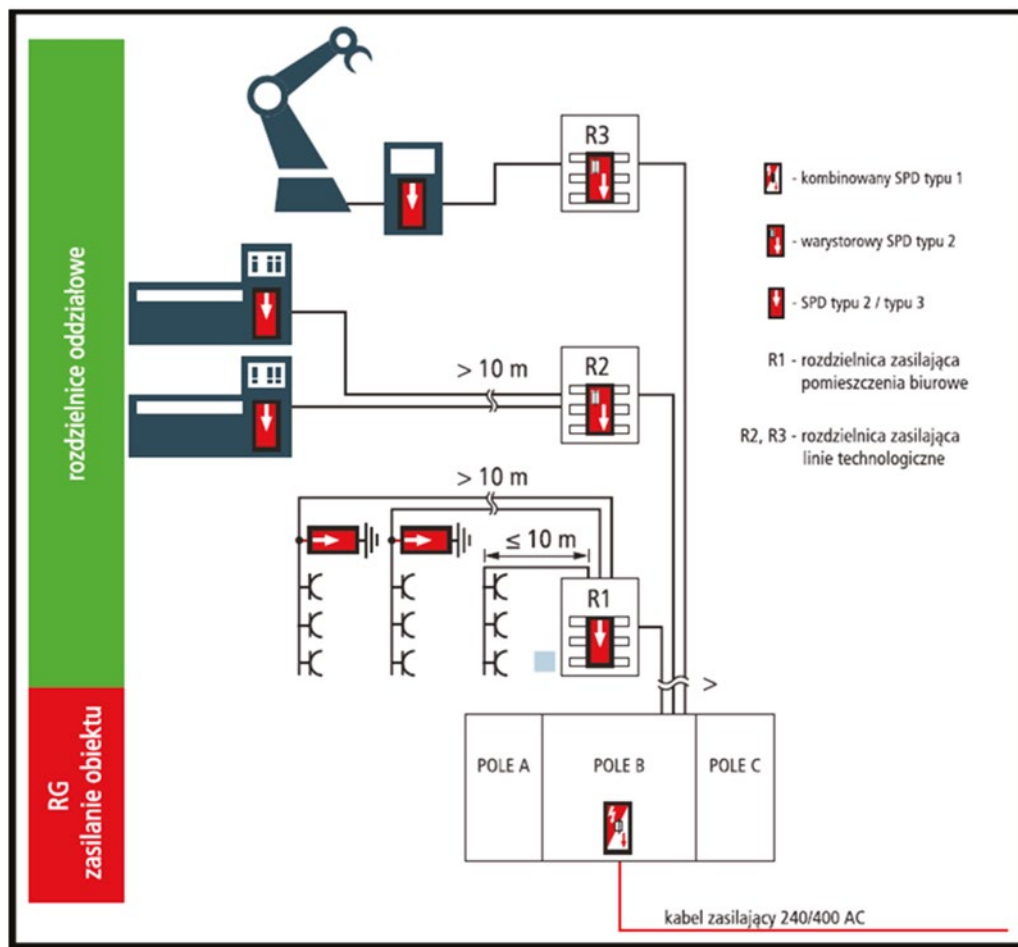 rozdzielnice oddziałowe
RG
zasilanie obiektu
R3
> 10 m
R2
> 10 m
≤ 10 m
R1
>
POLE A
POLE B
POLE C
kabel zasilający 240/400 AC
- kombinowany SPD typu 1
- warystorowy SPD typu 2
- SPD typu 2 / typu 3
R1 - rozdzielnica zasilająca
pomieszczenia biurowe
R2, R3 - rozdzielnica zasilająca
linie technologiczne